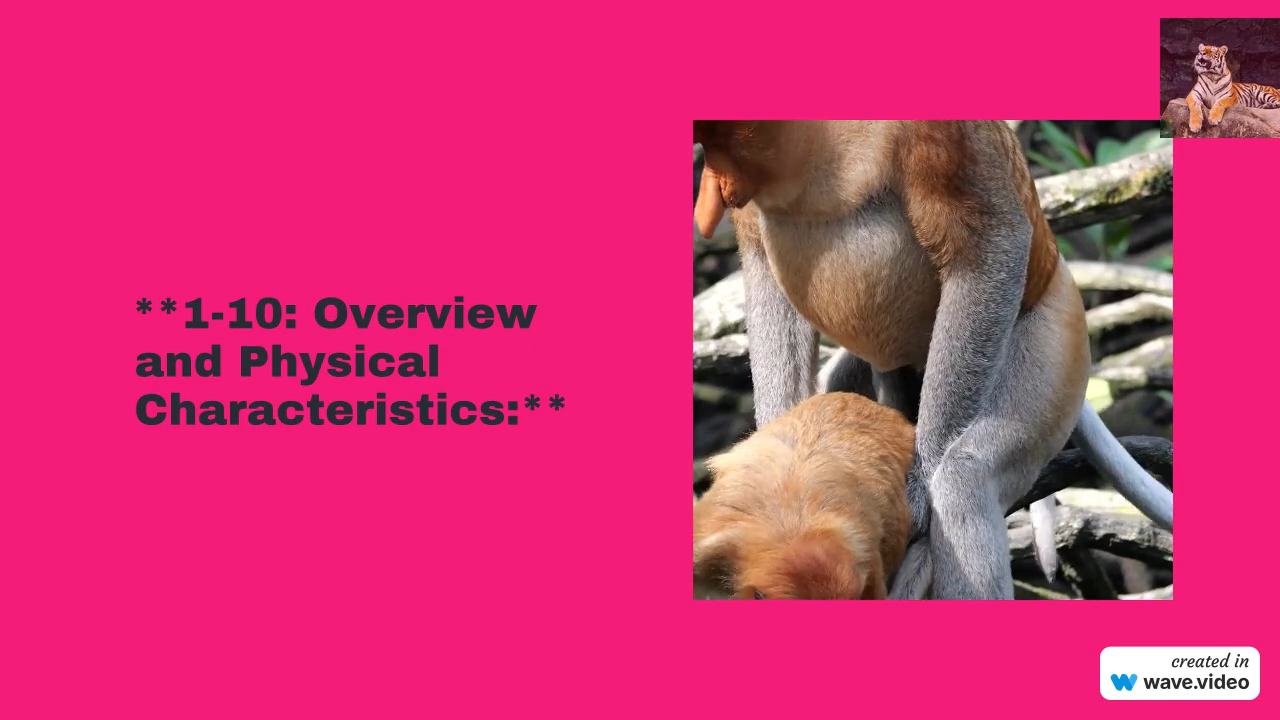 **1-10: Overview
and Physical
Characteristics:**
created in
wave.video